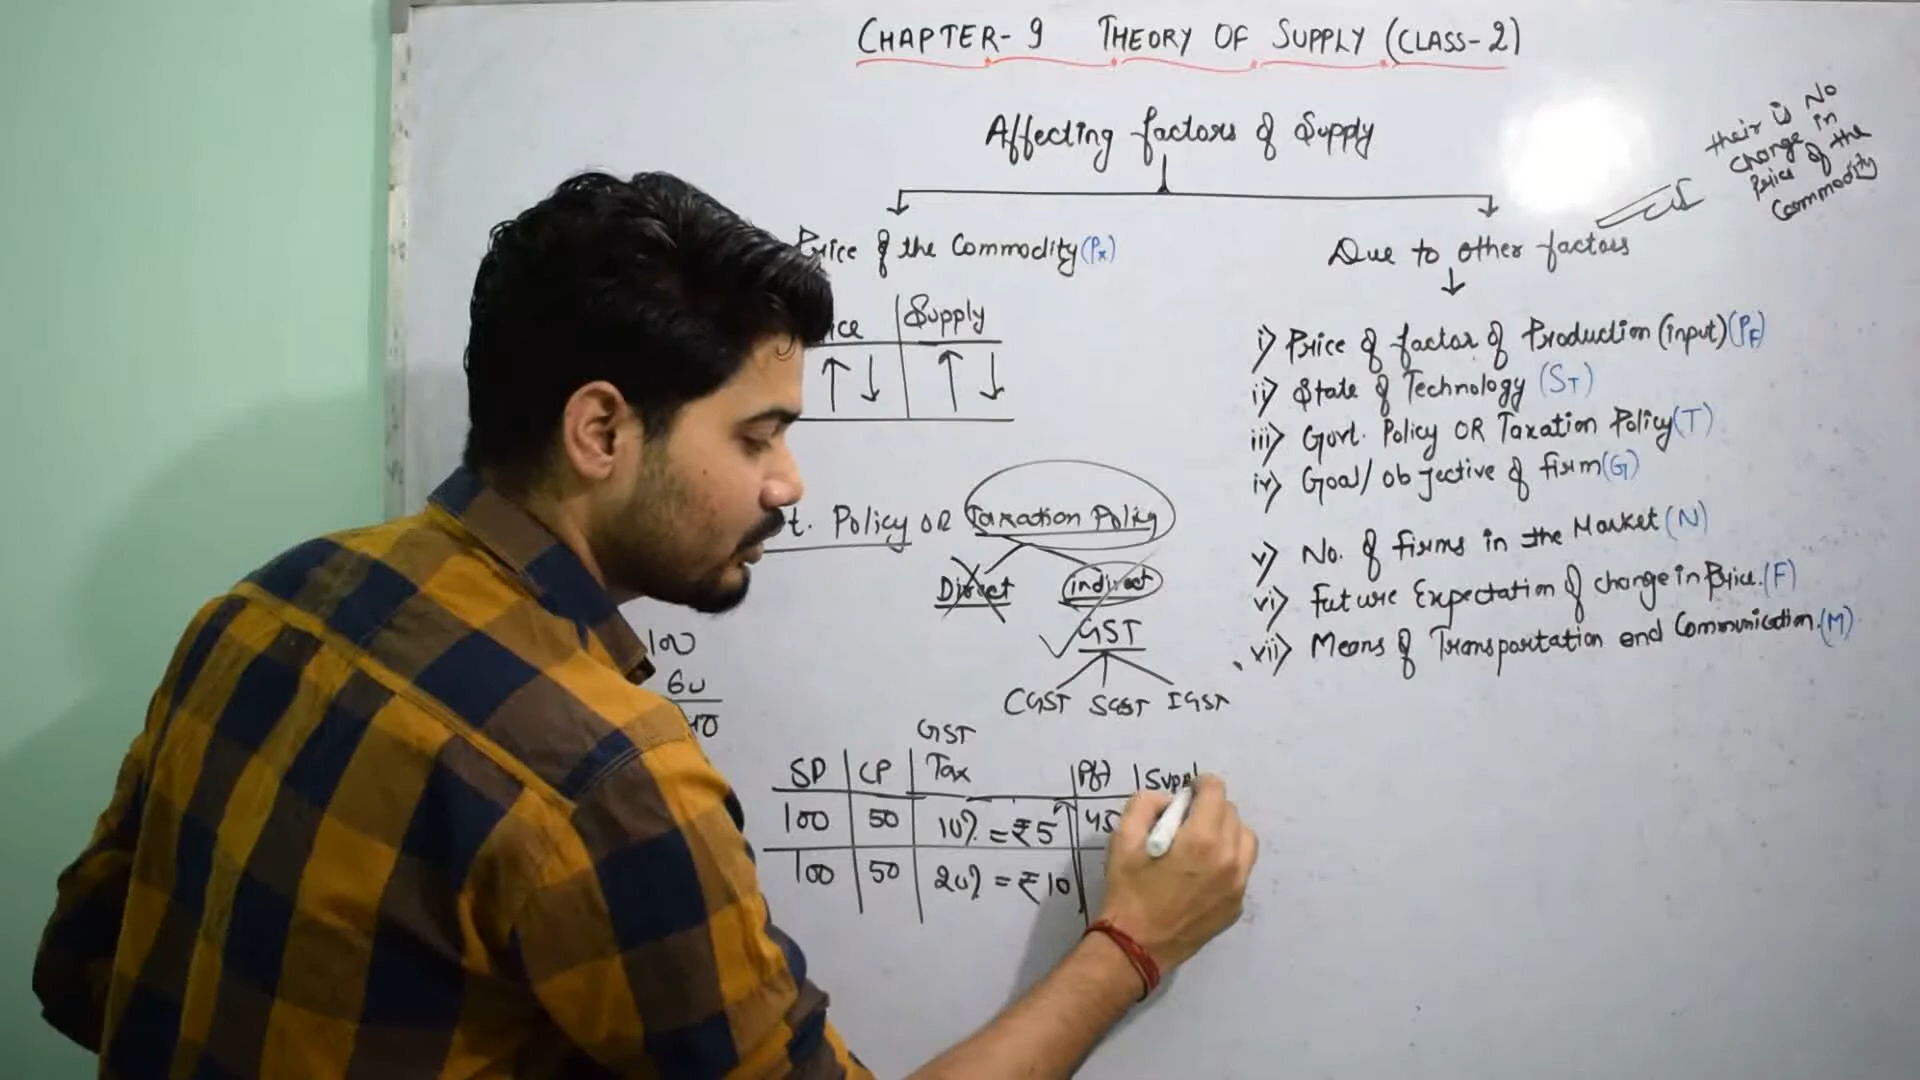 CHAPTER- 9 THEORY OF SUPPLY (CLASS-2)
Affecting factors of Supply
their is No
change in
Price of the
Commodity
Price of the Commodity (Px)
Due to other factors
Supply
↑ ↓ ↑ ↓
i) Price of factor of Production (input) (PF)
ii) State of Technology (ST)
iii) Govt. Policy OR Taxation Policy (T)
iv) Goal/objective of firm (G)
v) No. of firms in the Market (N)
vi) Future Expectation of change in Price. (F)
vii) Means of Transportation and Communication. (M)
t. Policy OR Taxation Policy
Direct indirect
GST
CGST SGST IGST
100
60
GST
SP CP Tax Pft Suppl
100 50 10% = ₹5 45
100 50 20% = ₹10